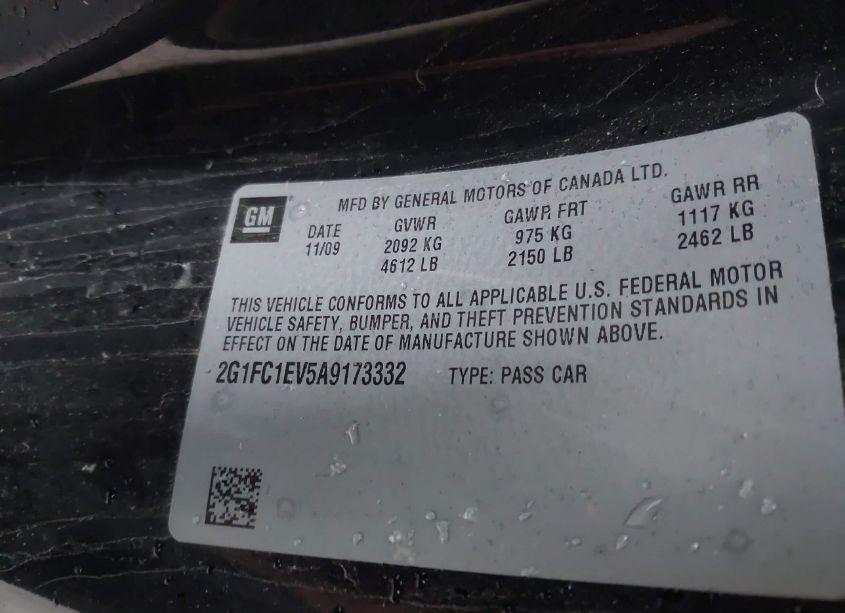 GM
MFD BY GENERAL MOTORS OF CANADA LTD.
DATE GVWR GAWR FRT GAWR RR
11/09 2092 KG 975 KG 1117 KG
4612 LB 2150 LB 2462 LB
THIS VEHICLE CONFORMS TO ALL APPLICABLE U.S. FEDERAL MOTOR
VEHICLE SAFETY, BUMPER, AND THEFT PREVENTION STANDARDS IN
EFFECT ON THE DATE OF MANUFACTURE SHOWN ABOVE.
2G1FC1EV5A9173332 TYPE: PASS CAR